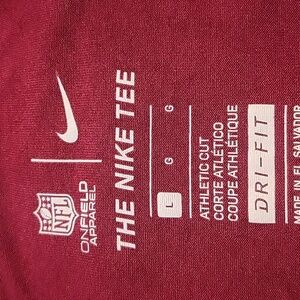 NFL
ONFIELD
APPAREL
THE NIKE TEE
L G G
ATHLETIC CUT
CORTE ATLÉTICO
COUPE ATHLÉTIQUE
DRI-FIT
MADE IN EL SALVADOR